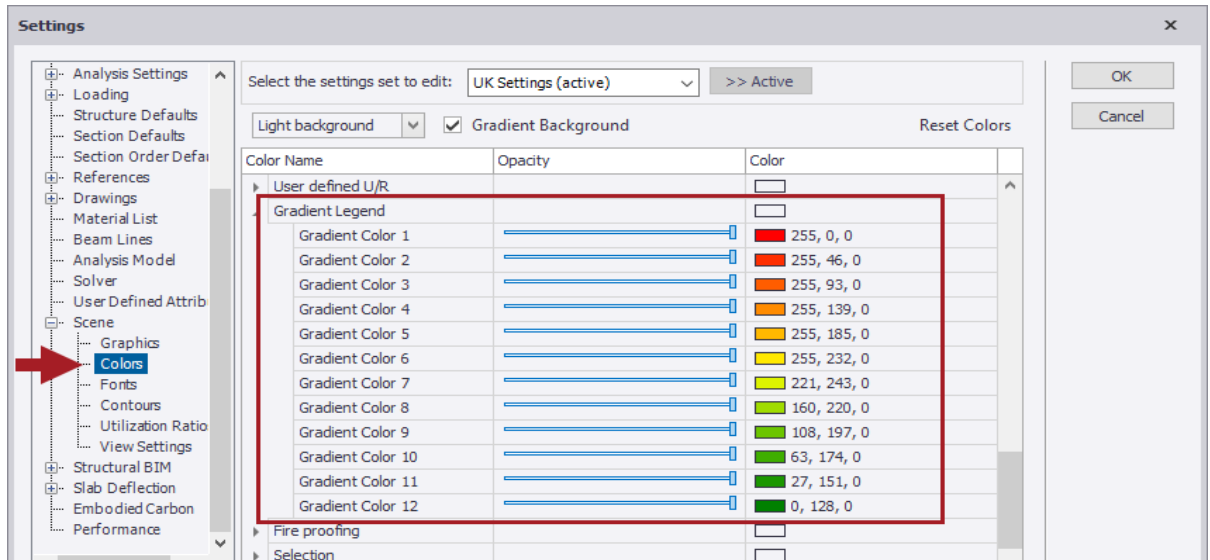 Settings
Analysis Settings
Loading
Structure Defaults
Section Defaults
Section Order Defau
References
Drawings
Material List
Beam Lines
Analysis Model
Solver
User Defined Attrib
Scene
Graphics
Colors
Fonts
Contours
Utilization Ratio
View Settings
Structural BIM
Slab Deflection
Embodied Carbon
Performance
Select the settings set to edit: UK Settings (active) >> Active
Light background Gradient Background Reset Colors
Color Name Opacity Color
User defined U/R
Gradient Legend
Gradient Color 1 255, 0, 0
Gradient Color 2 255, 46, 0
Gradient Color 3 255, 93, 0
Gradient Color 4 255, 139, 0
Gradient Color 5 255, 185, 0
Gradient Color 6 255, 232, 0
Gradient Color 7 221, 243, 0
Gradient Color 8 160, 220, 0
Gradient Color 9 108, 197, 0
Gradient Color 10 63, 174, 0
Gradient Color 11 27, 151, 0
Gradient Color 12 0, 128, 0
Fire proofing
Selection
OK
Cancel